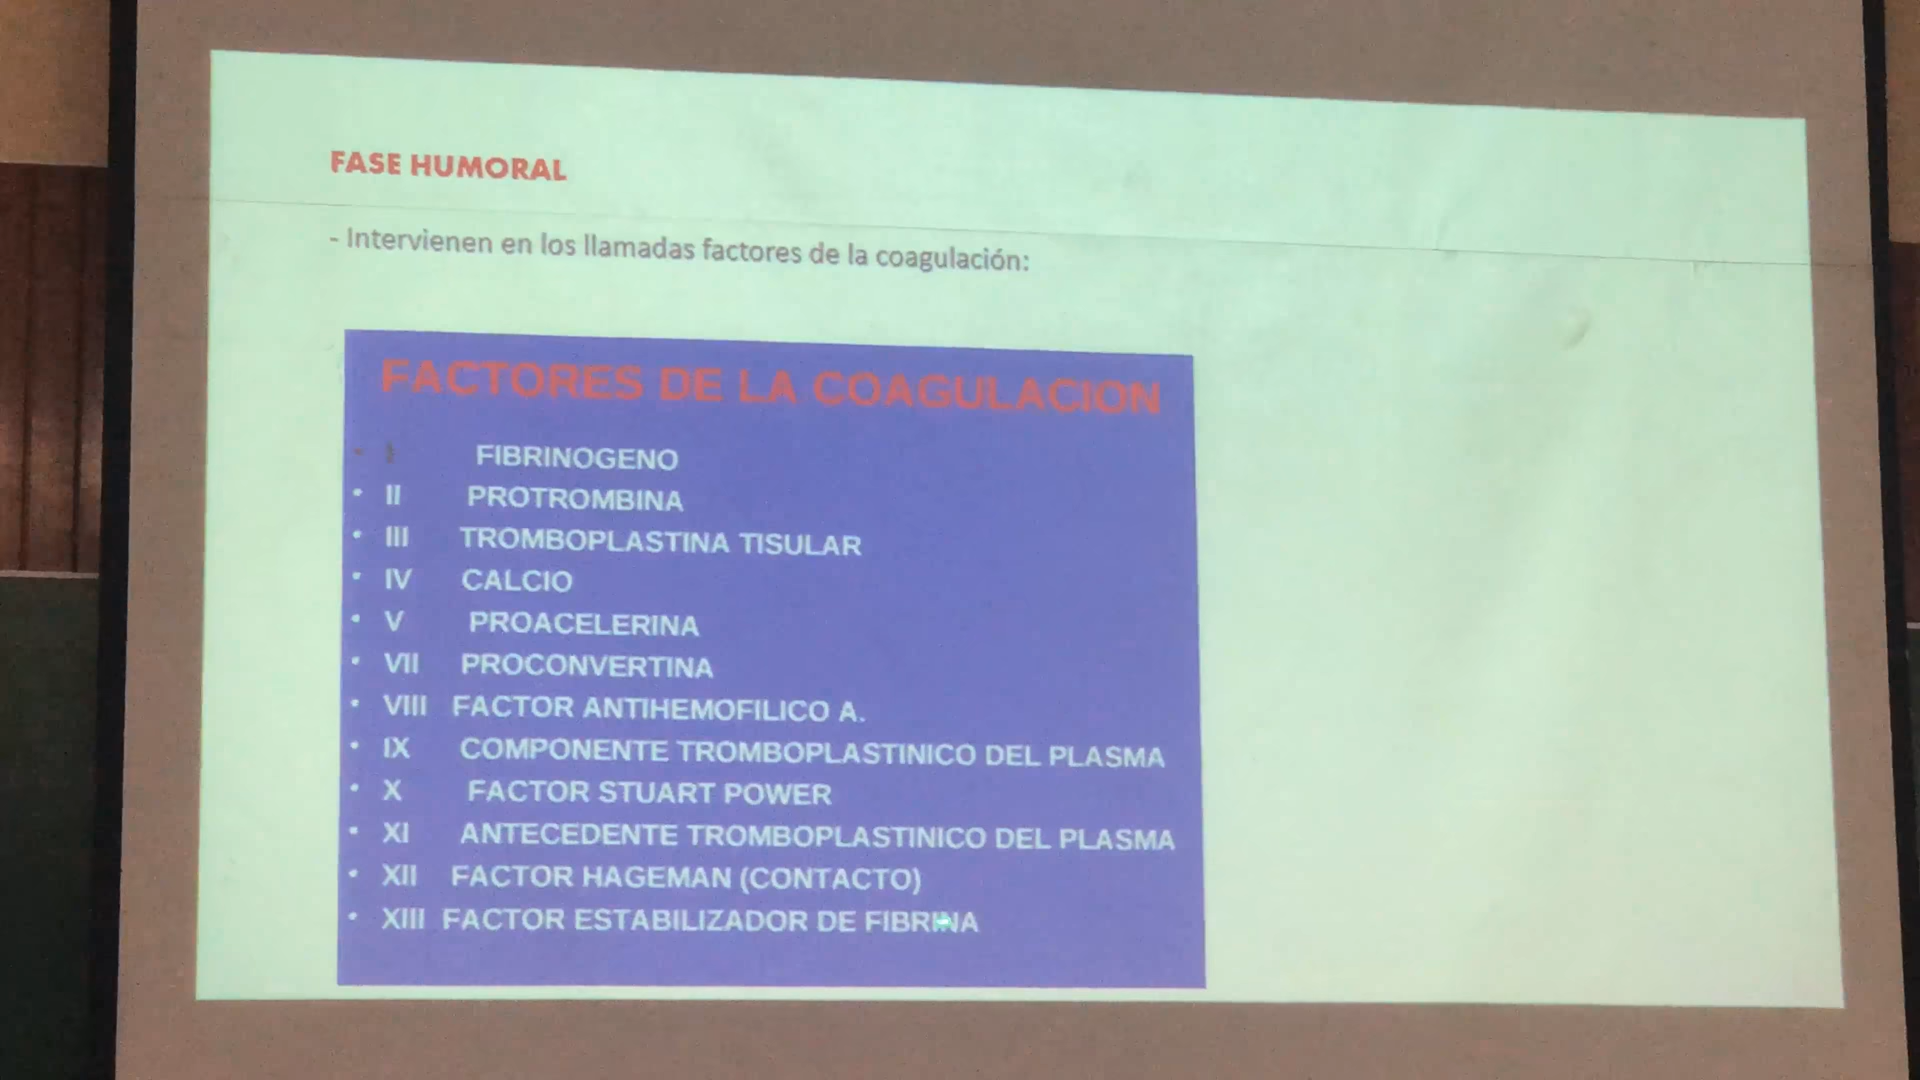 FASE HUMORAL
- Intervienen en los llamadas factores de la coagulación:
FACTORES DE LA COAGULACION
• I FIBRINOGENO
• II PROTROMBINA
• III TROMBOPLASTINA TISULAR
• IV CALCIO
• V PROACELERINA
• VII PROCONVERTINA
• VIII FACTOR ANTIHEMOFILICO A.
• IX COMPONENTE TROMBOPLASTINICO DEL PLASMA
• X FACTOR STUART POWER
• XI ANTECEDENTE TROMBOPLASTINICO DEL PLASMA
• XII FACTOR HAGEMAN (CONTACTO)
• XIII FACTOR ESTABILIZADOR DE FIBRINA